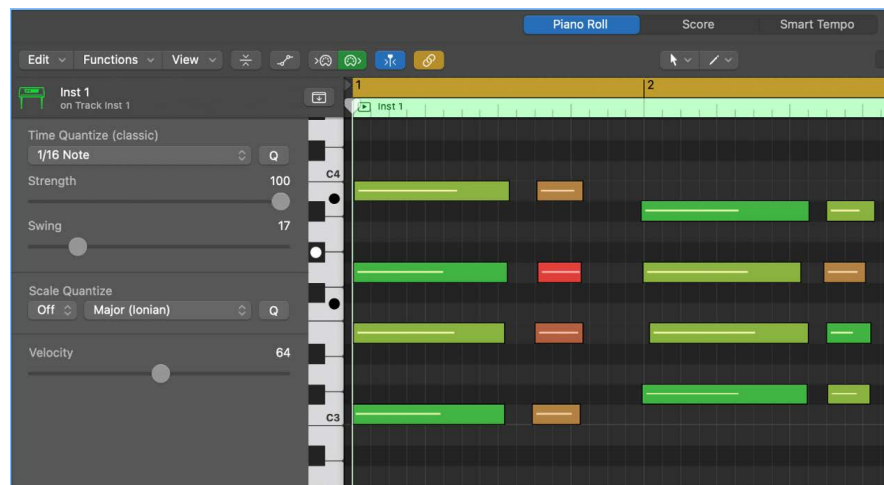 Piano Roll Score Smart Tempo
Edit Functions View
Inst 1
on Track Inst 1
1 2
Inst 1
Time Quantize (classic)
1/16 Note Q
C4
Strength 100
Swing 17
Scale Quantize
Off Major (Ionian) Q
Velocity 64
C3